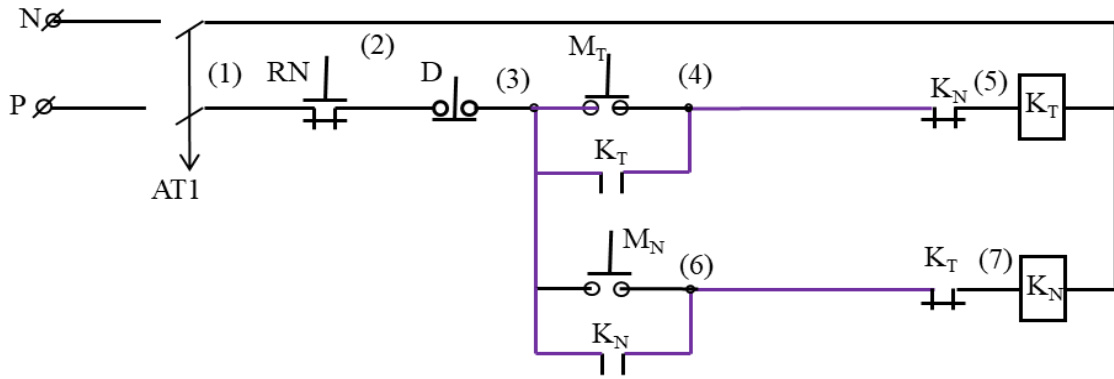 N
(2)
M_T
(1) RN D (3) (4) K_N (5)
P K_T
K_T
AT1
M_N
(6) K_T (7)
K_N K_N